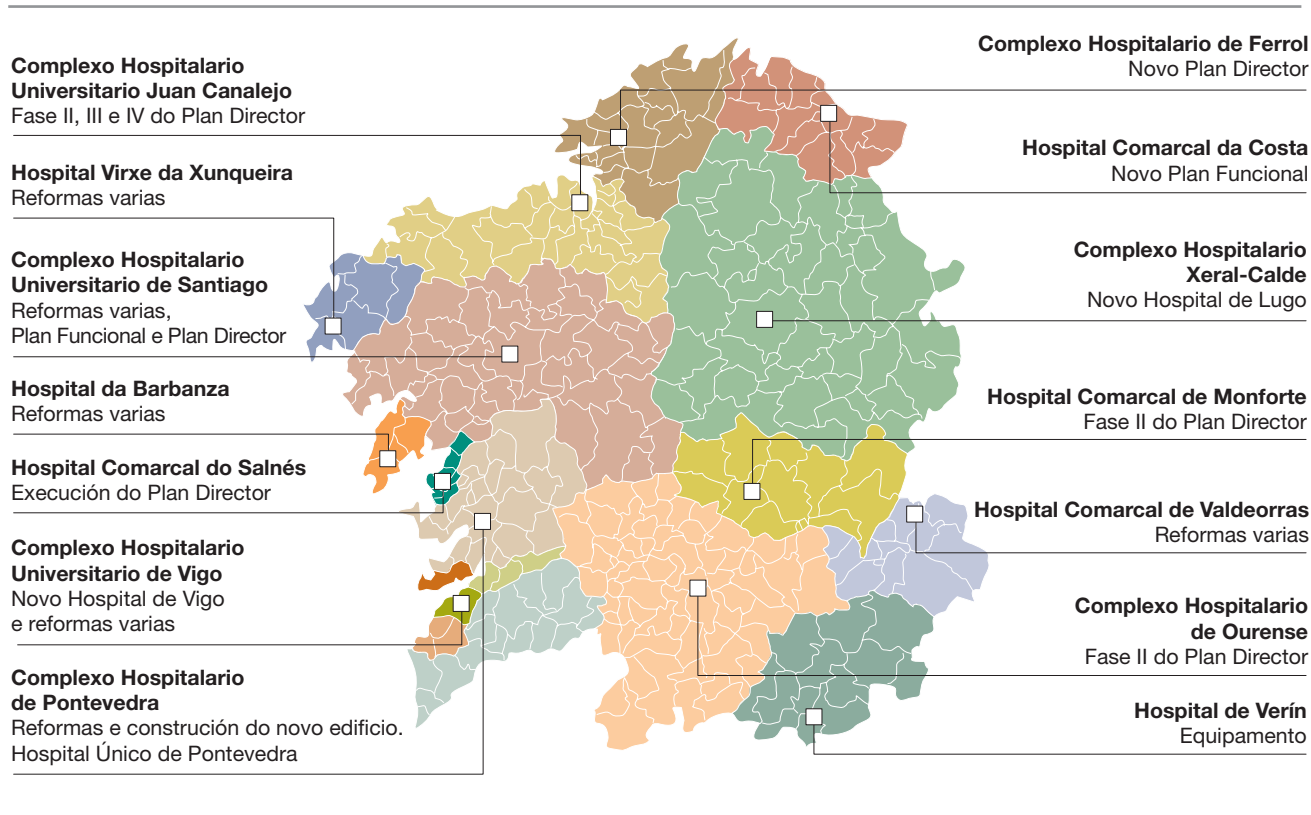 Complexo Hospitalario
Universitario Juan Canalejo
Fase II, III e IV do Plan Director
Hospital Virxe da Xunqueira
Reformas varias
Complexo Hospitalario
Universitario de Santiago
Reformas varias,
Plan Funcional e Plan Director
Hospital da Barbanza
Reformas varias
Hospital Comarcal do Salnés
Execución do Plan Director
Complexo Hospitalario
Universitario de Vigo
Novo Hospital de Vigo
e reformas varias
Complexo Hospitalario
de Pontevedra
Reformas e construción do novo edificio.
Hospital Único de Pontevedra
Complexo Hospitalario de Ferrol
Novo Plan Director
Hospital Comarcal da Costa
Novo Plan Funcional
Complexo Hospitalario
Xeral-Calde
Novo Hospital de Lugo
Hospital Comarcal de Monforte
Fase II do Plan Director
Hospital Comarcal de Valdeorras
Reformas varias
Complexo Hospitalario
de Ourense
Fase II do Plan Director
Hospital de Verín
Equipamento